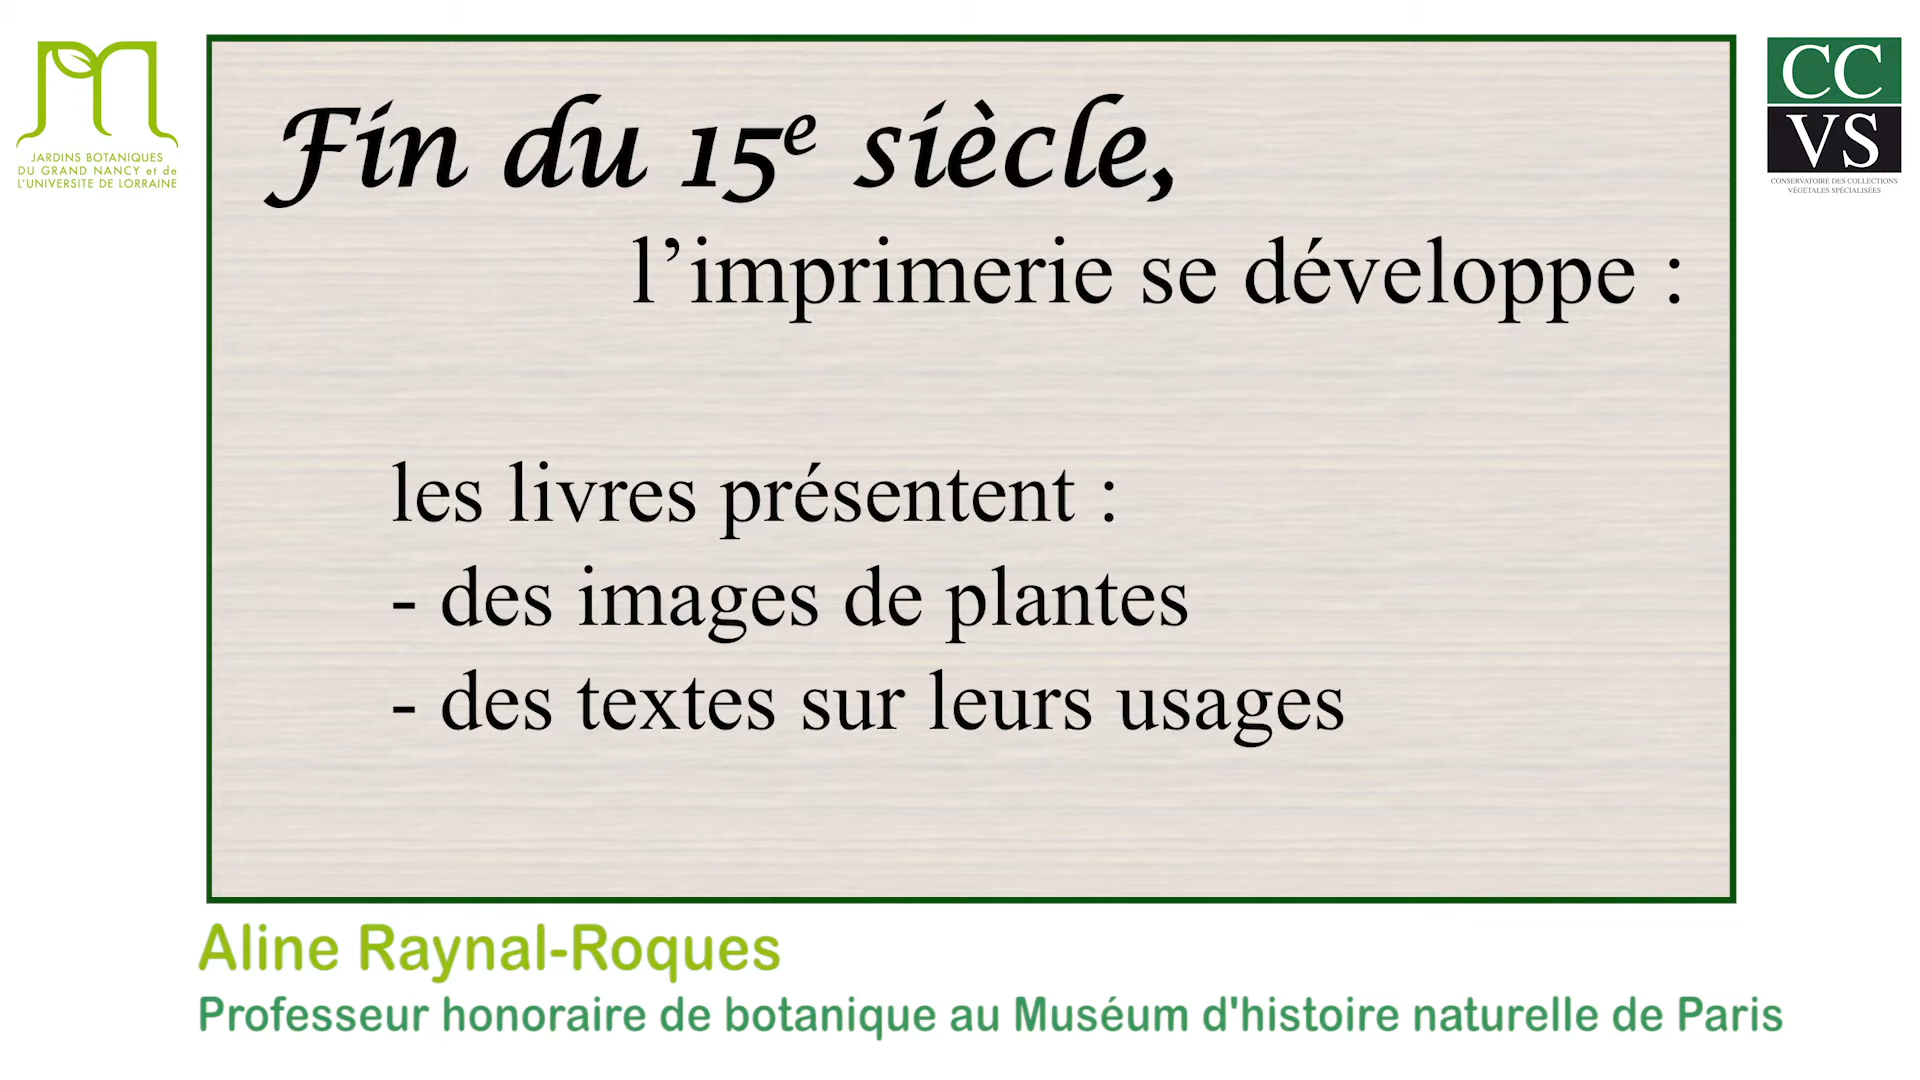 JARDINS BOTANIQUES
DU GRAND NANCY et de
L'UNIVERSITE DE LORRAINE
CC
VS
CONSERVATOIRE DES COLLECTIONS
VÉGÉTALES SPÉCIALISÉES
Fin du 15e siècle,
l’imprimerie se développe :
les livres présentent :
- des images de plantes
- des textes sur leurs usages
Aline Raynal-Roques
Professeur honoraire de botanique au Muséum d'histoire naturelle de Paris